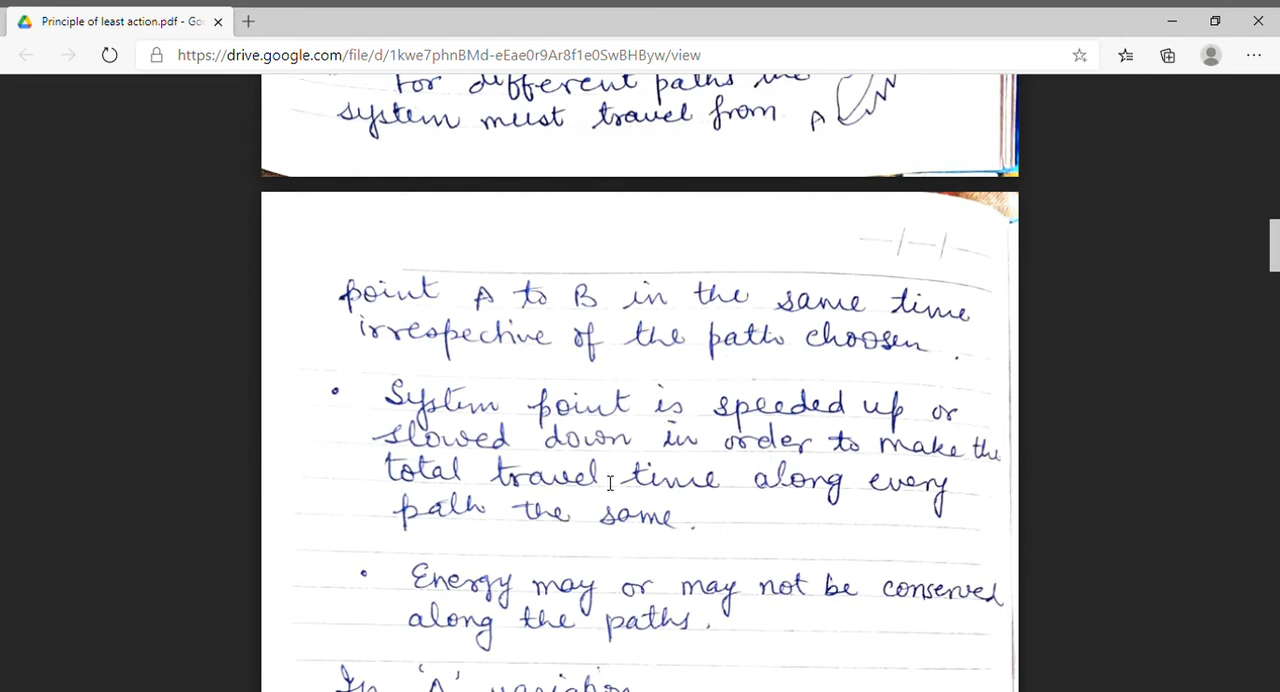 Principle of least action.pdf - Go
https://drive.google.com/file/d/1kwe7phnBMd-eEae0r9Ar8f1e0SwBHByw/view
For different paths the
system must travel from A
point A to B in the same time
irrespective of the path choosen.
• System point is speeded up or
slowed down in order to make the
total travel time along every
path the same.
• Energy may or may not be conserved
along the paths.
In 'Δ' variation